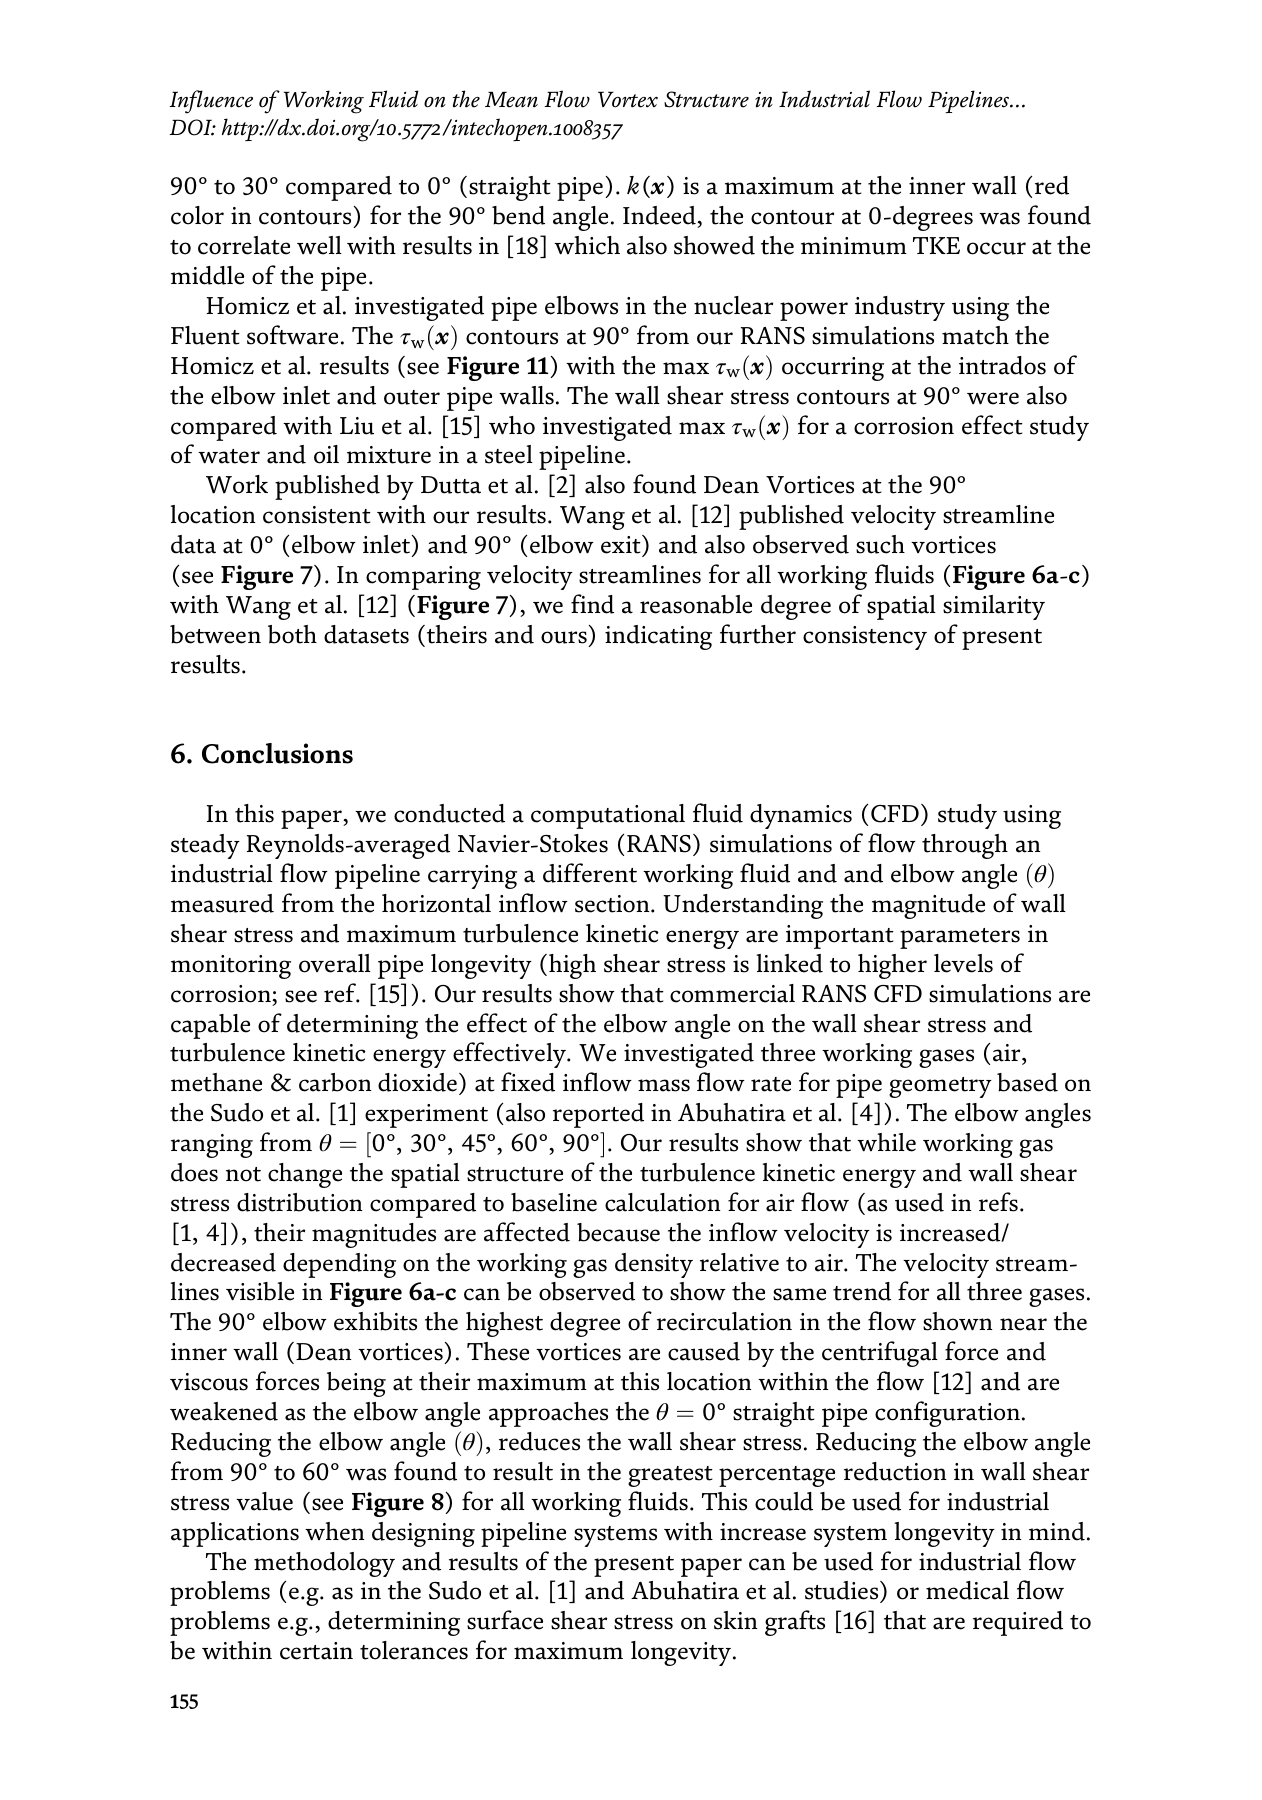 Influence of Working Fluid on the Mean Flow Vortex Structure in Industrial Flow Pipelines…
DOI: http://dx.doi.org/10.5772/intechopen.1008357
90° to 30° compared to 0° (straight pipe). k(x) is a maximum at the inner wall (red
color in contours) for the 90° bend angle. Indeed, the contour at 0-degrees was found
to correlate well with results in [18] which also showed the minimum TKE occur at the
middle of the pipe.
Homicz et al. investigated pipe elbows in the nuclear power industry using the
Fluent software. The τw(x) contours at 90° from our RANS simulations match the
Homicz et al. results (see Figure 11) with the max τw(x) occurring at the intrados of
the elbow inlet and outer pipe walls. The wall shear stress contours at 90° were also
compared with Liu et al. [15] who investigated max τw(x) for a corrosion effect study
of water and oil mixture in a steel pipeline.
Work published by Dutta et al. [2] also found Dean Vortices at the 90°
location consistent with our results. Wang et al. [12] published velocity streamline
data at 0° (elbow inlet) and 90° (elbow exit) and also observed such vortices
(see Figure 7). In comparing velocity streamlines for all working fluids (Figure 6a-c)
with Wang et al. [12] (Figure 7), we find a reasonable degree of spatial similarity
between both datasets (theirs and ours) indicating further consistency of present
results.
6. Conclusions
In this paper, we conducted a computational fluid dynamics (CFD) study using
steady Reynolds-averaged Navier-Stokes (RANS) simulations of flow through an
industrial flow pipeline carrying a different working fluid and and elbow angle (θ)
measured from the horizontal inflow section. Understanding the magnitude of wall
shear stress and maximum turbulence kinetic energy are important parameters in
monitoring overall pipe longevity (high shear stress is linked to higher levels of
corrosion; see ref. [15]). Our results show that commercial RANS CFD simulations are
capable of determining the effect of the elbow angle on the wall shear stress and
turbulence kinetic energy effectively. We investigated three working gases (air,
methane & carbon dioxide) at fixed inflow mass flow rate for pipe geometry based on
the Sudo et al. [1] experiment (also reported in Abuhatira et al. [4]). The elbow angles
ranging from θ = [0°, 30°, 45°, 60°, 90°]. Our results show that while working gas
does not change the spatial structure of the turbulence kinetic energy and wall shear
stress distribution compared to baseline calculation for air flow (as used in refs.
[1, 4]), their magnitudes are affected because the inflow velocity is increased/
decreased depending on the working gas density relative to air. The velocity stream-
lines visible in Figure 6a-c can be observed to show the same trend for all three gases.
The 90° elbow exhibits the highest degree of recirculation in the flow shown near the
inner wall (Dean vortices). These vortices are caused by the centrifugal force and
viscous forces being at their maximum at this location within the flow [12] and are
weakened as the elbow angle approaches the θ = 0° straight pipe configuration.
Reducing the elbow angle (θ), reduces the wall shear stress. Reducing the elbow angle
from 90° to 60° was found to result in the greatest percentage reduction in wall shear
stress value (see Figure 8) for all working fluids. This could be used for industrial
applications when designing pipeline systems with increase system longevity in mind.
The methodology and results of the present paper can be used for industrial flow
problems (e.g. as in the Sudo et al. [1] and Abuhatira et al. studies) or medical flow
problems e.g., determining surface shear stress on skin grafts [16] that are required to
be within certain tolerances for maximum longevity.
155